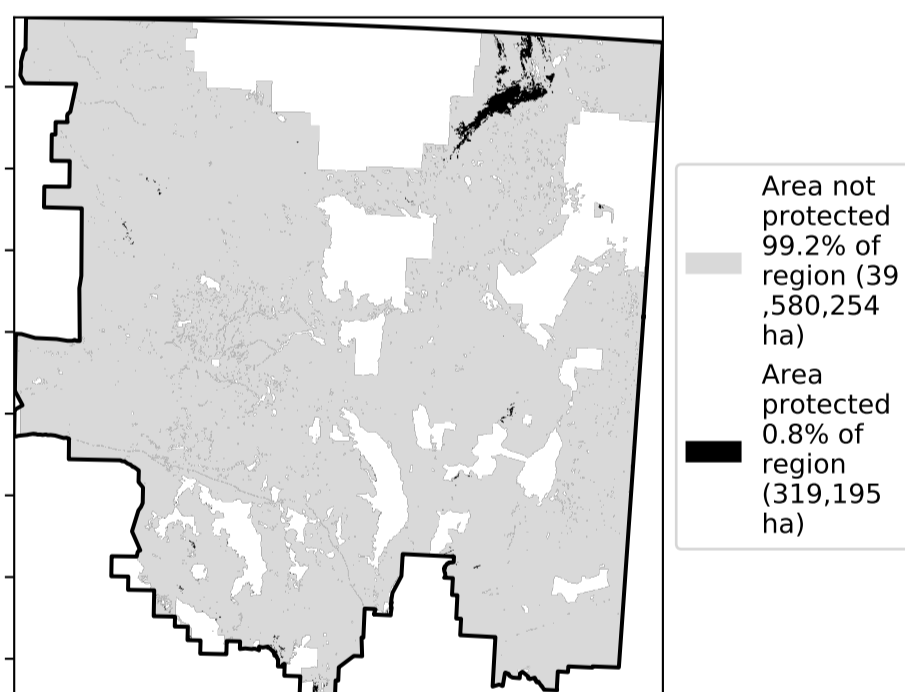 Area not
protected
99.2% of
region (39
,580,254
ha)
Area
protected
0.8% of
region
(319,195
ha)